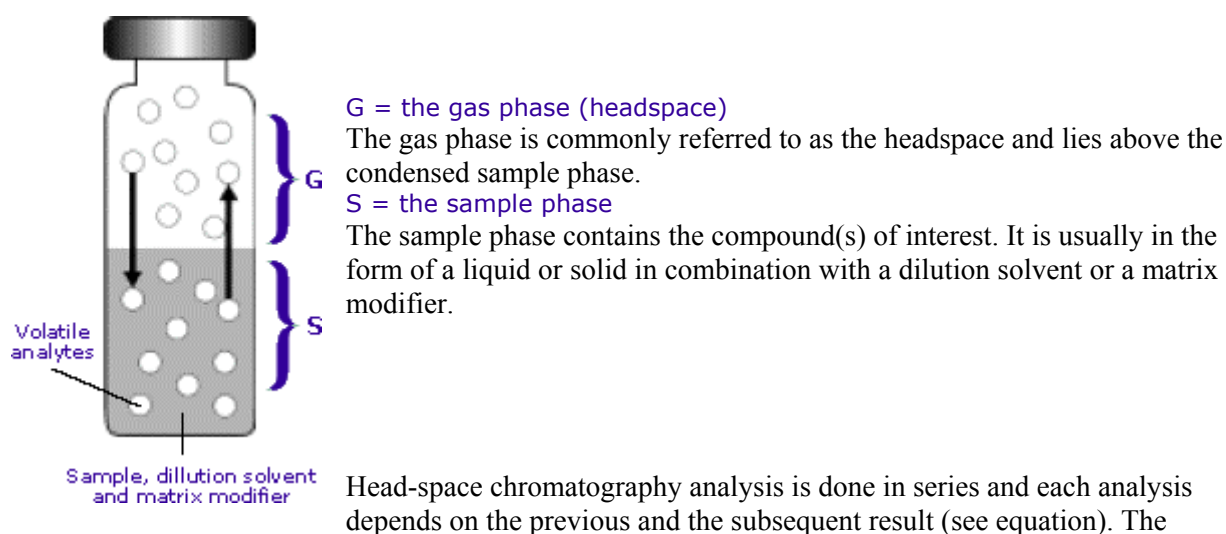 G = the gas phase (headspace)
The gas phase is commonly referred to as the headspace and lies above the
condensed sample phase.
S = the sample phase
The sample phase contains the compound(s) of interest. It is usually in the
form of a liquid or solid in combination with a dilution solvent or a matrix
modifier.
G
S
Volatile
analytes
Sample, dillution solvent
and matrix modifier
Head-space chromatography analysis is done in series and each analysis
depends on the previous and the subsequent result (see equation). The